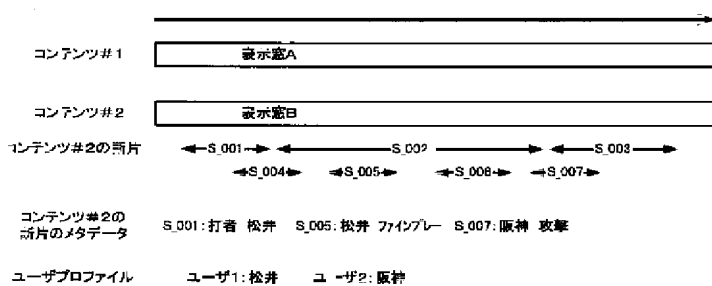 コンテンツ#1 表示窓A
コンテンツ#2 表示窓B
コンテンツ#2の断片 S_001 S_002 S_003
S_004 S_005 S_006 S_007
コンテンツ#2の
断片のメタデータ S_001:打者 松井 S_005:松井 ファインプレー S_007:阪神 攻撃
ユーザプロファイル ユーザ1:松井 ユーザ2:阪神